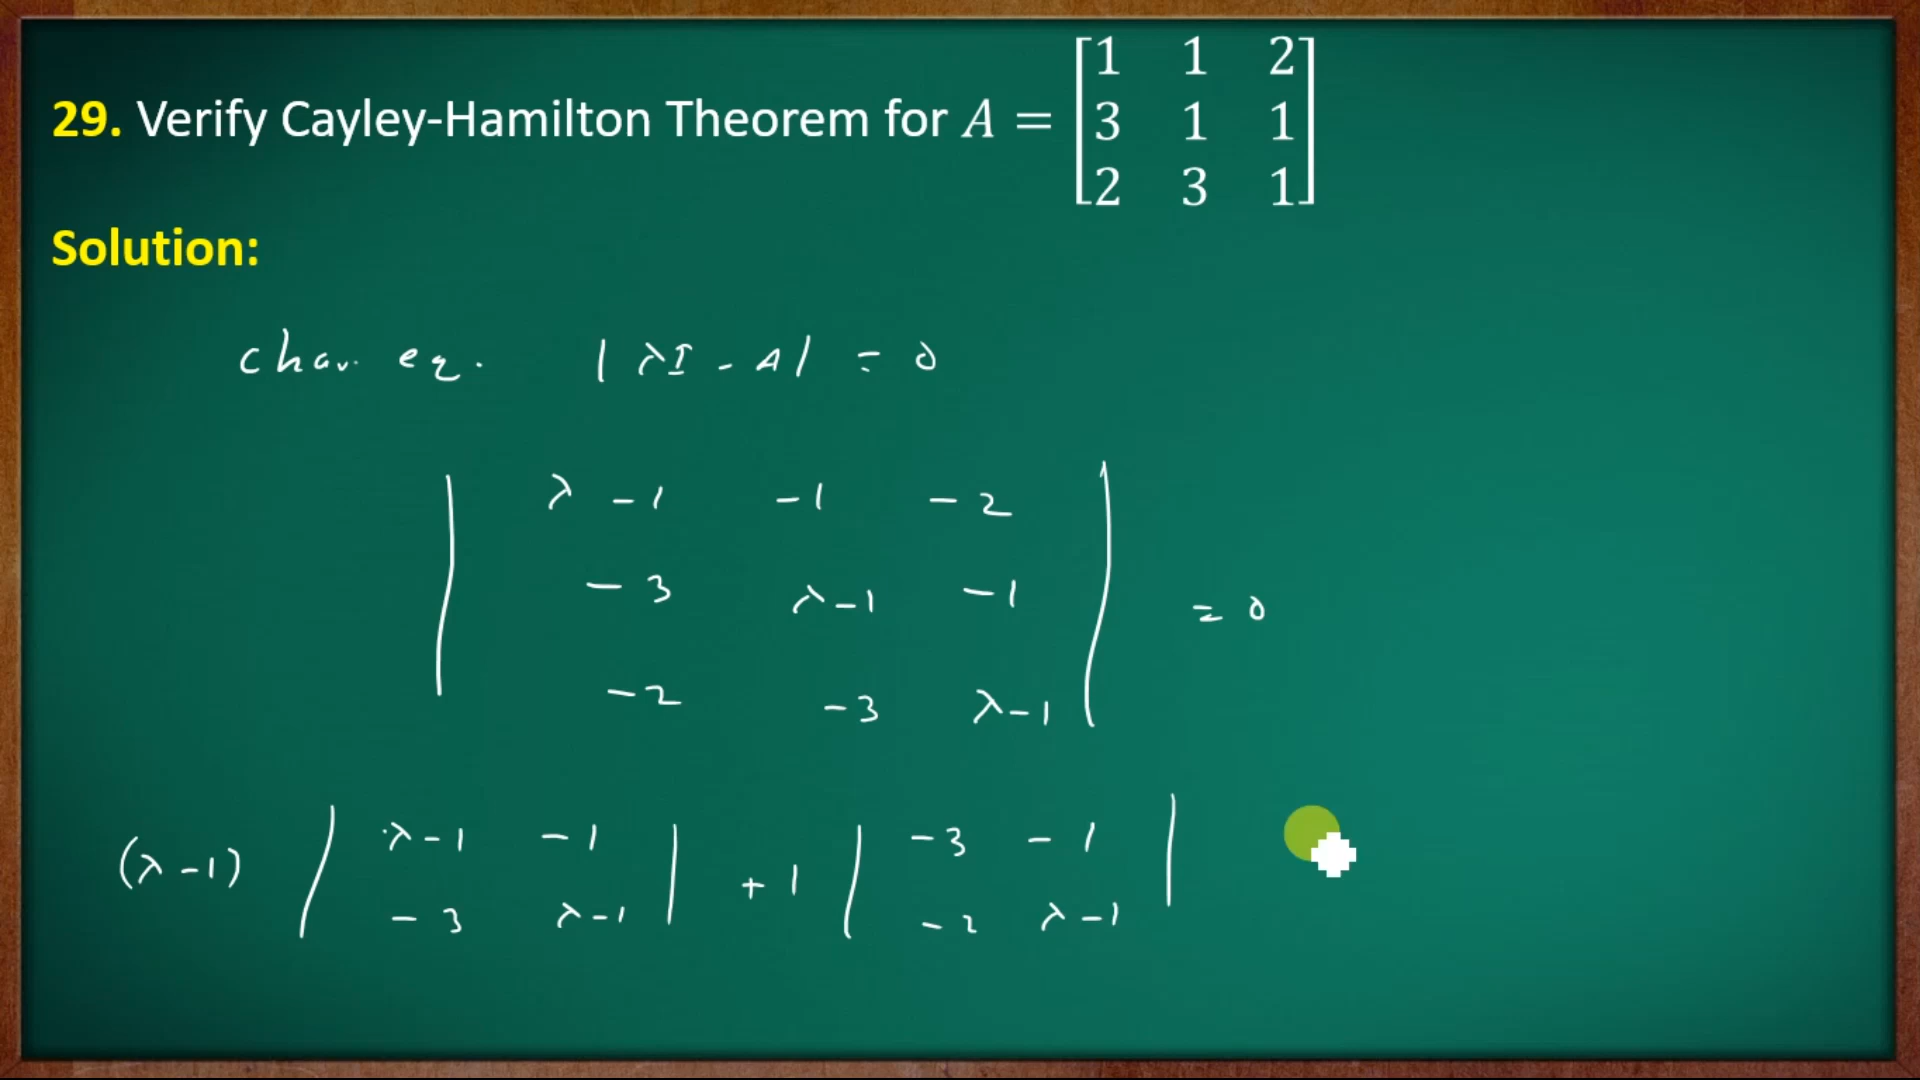 29. Verify Cayley-Hamilton Theorem for A = [1 1 2
3 1 1
2 3 1]
Solution:
char. eq. |λI - A| = 0
| λ-1 -1 -2
-3 λ-1 -1
-2 -3 λ-1 | = 0
(λ-1) | λ-1 -1 | + 1 | -3 -1 |
-3 λ-1 -2 λ-1